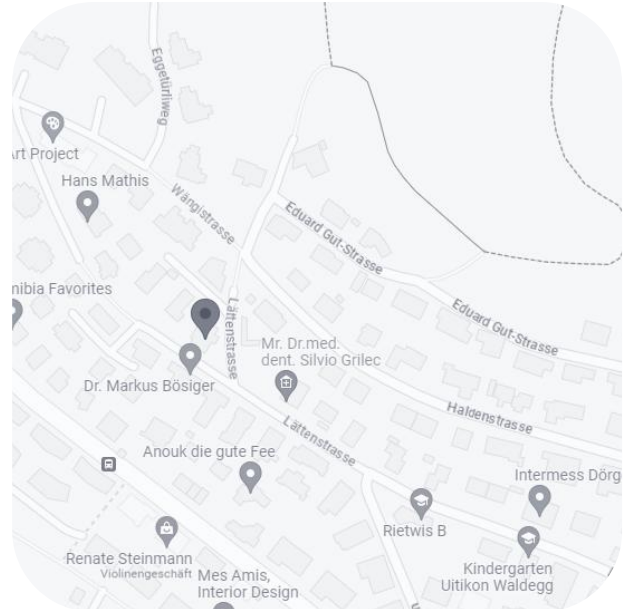 Eggetürliweg
Art Project
Hans Mathis
Wängistrasse
Eduard Gut-Strasse
Favorites
Lättenstrasse
Eduard Gut-Strasse
Mr. Dr.med.
dent. Silvio Grilec
Dr. Markus Bösiger
Haldenstrasse
Lättenstrasse
Anouk die gute Fee
Intermess Dörg
Rietwis B
Renate Steinmann
Violinengeschäft
Mes Amis,
Interior Design
Kindergarten
Uitikon Waldegg